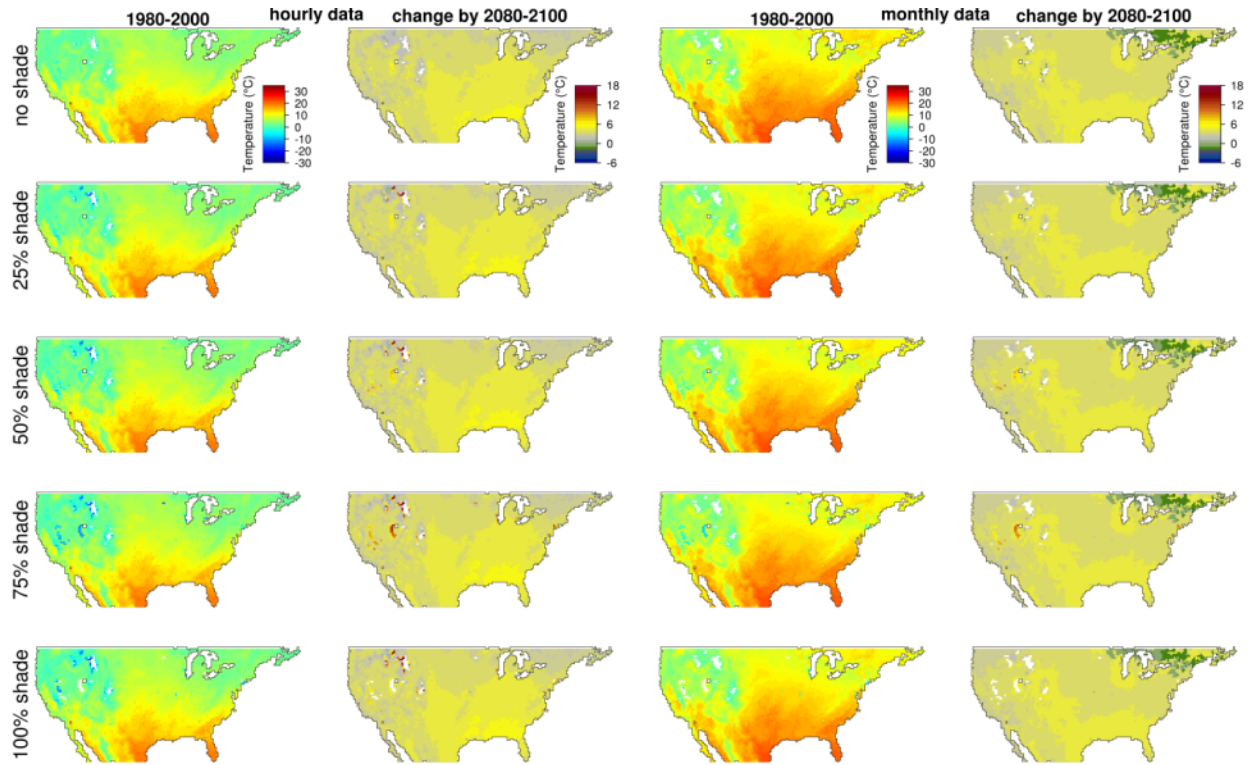 1980-2000 hourly data change by 2080-2100 1980-2000 monthly data change by 2080-2100
no shade
Temperature (°C)
30
20
10
0
-10
-20
-30
Temperature (°C)
18
12
6
0
-6
Temperature (°C)
30
20
10
0
-10
-20
-30
Temperature (°C)
18
12
6
0
-6
25% shade
50% shade
75% shade
100% shade